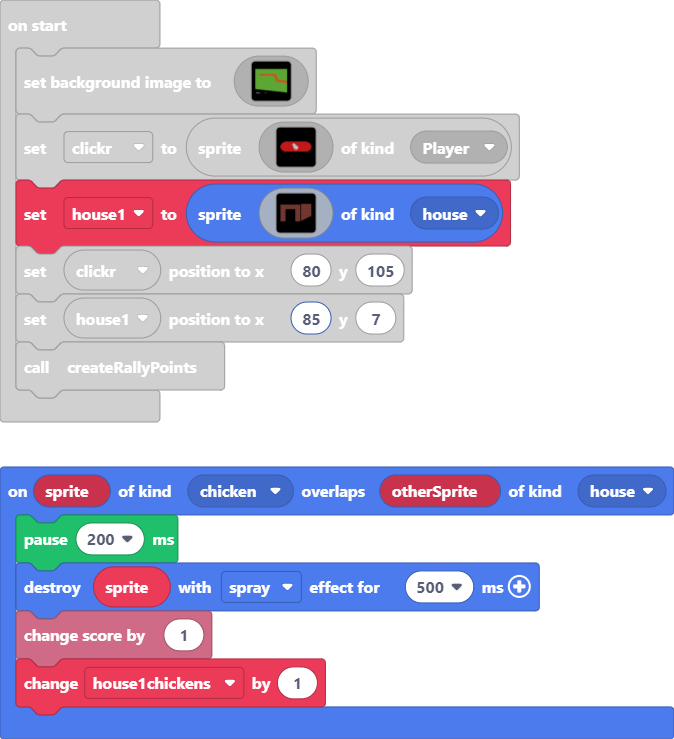 on start
set background image to
set clickr to sprite of kind Player
set house1 to sprite of kind house
set clickr position to x 80 y 105
set house1 position to x 85 y 7
call createRallyPoints
on sprite of kind chicken overlaps otherSprite of kind house
pause 200 ms
destroy sprite with spray effect for 500 ms
change score by 1
change house1chickens by 1